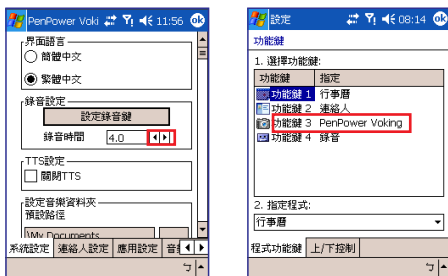 PenPower Voki 11:56 ok
界面語言
簡體中文
繁體中文
錄音設定
設定錄音鍵
錄音時間 4.0
TTS設定
關閉TTS
設定音樂資料夾
預設路徑
\My Documents
系統設定 連絡人設定 應用設定 音
設定 08:14 ok
功能鍵
1. 選擇功能鍵:
功能鍵 指定
功能鍵 1 行事曆
功能鍵 2 連絡人
功能鍵 3 PenPower Voking
功能鍵 4 錄音
2. 指定程式:
行事曆
程式功能鍵 上/下控制
ㄅ
ㄅ